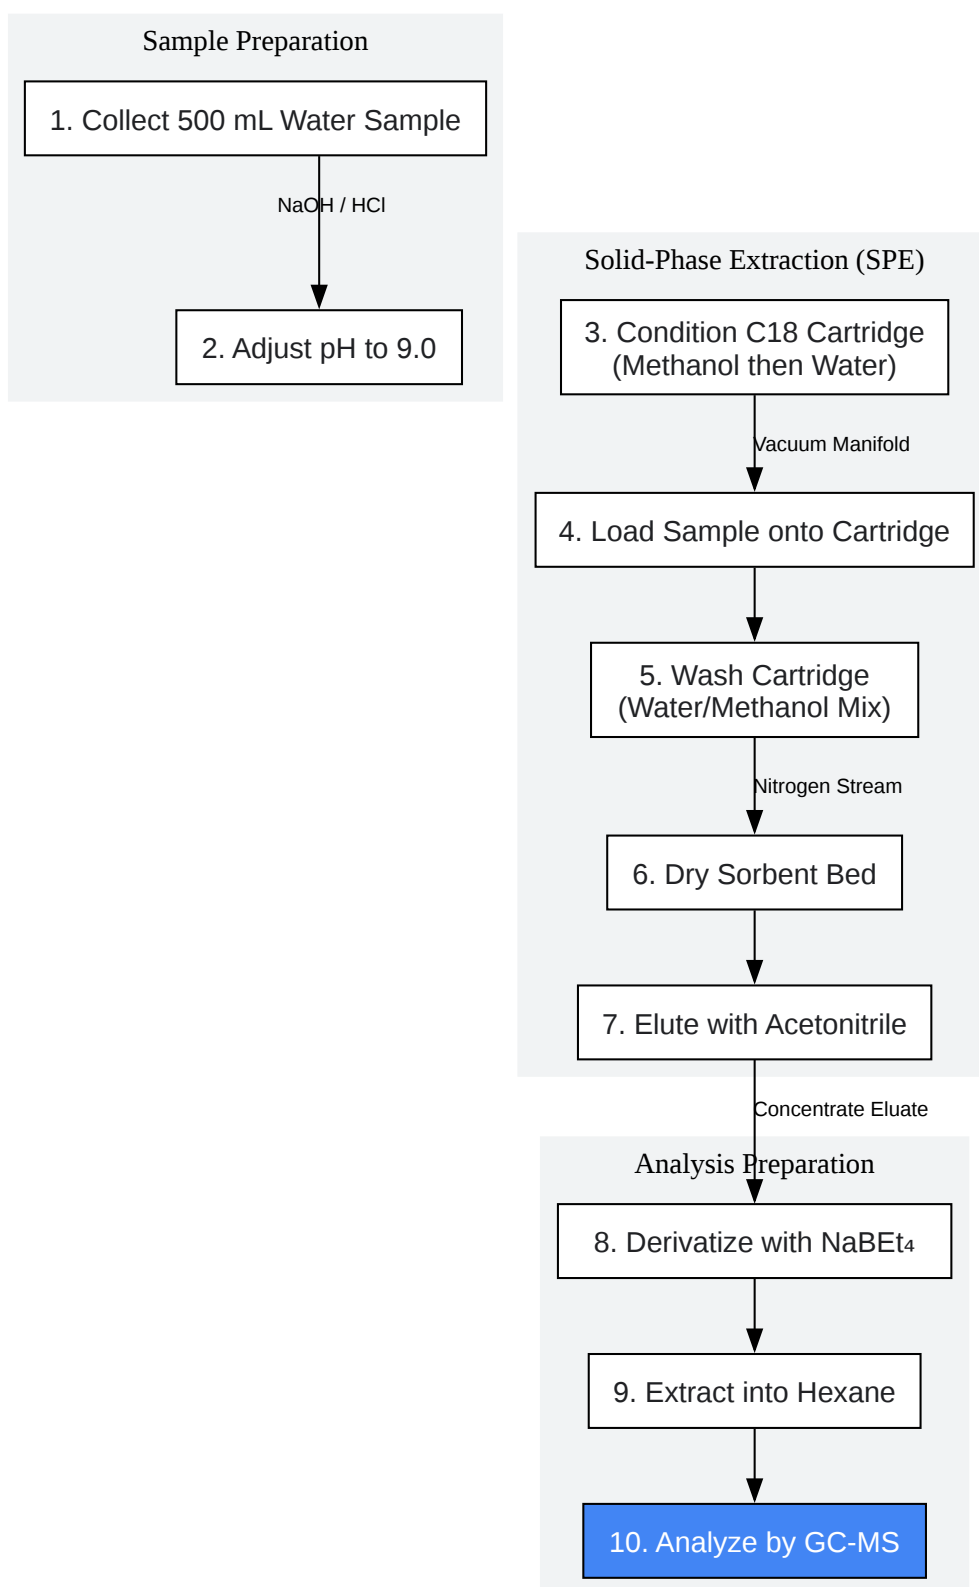 Sample Preparation
1. Collect 500 mL Water Sample
NaOH / HCl
2. Adjust pH to 9.0
Solid-Phase Extraction (SPE)
3. Condition C18 Cartridge
(Methanol then Water)
Vacuum Manifold
4. Load Sample onto Cartridge
5. Wash Cartridge
(Water/Methanol Mix)
Nitrogen Stream
6. Dry Sorbent Bed
7. Elute with Acetonitrile
Concentrate Eluate
Analysis Preparation
8. Derivatize with NaBEt₄
9. Extract into Hexane
10. Analyze by GC-MS